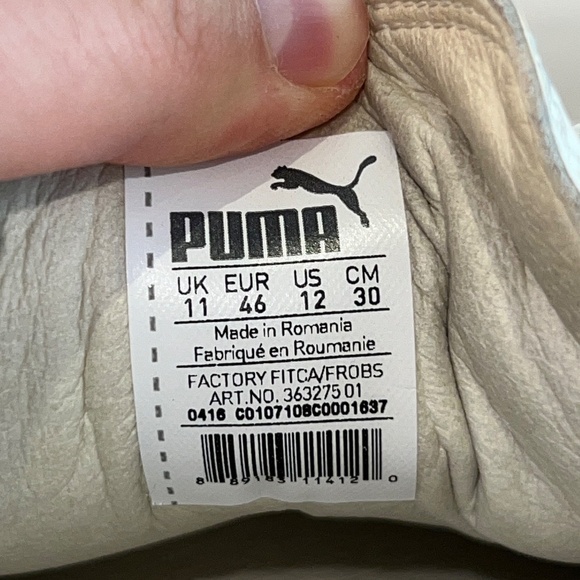 PUMA
UK EUR US CM
11 46 12 30
Made in Romania
Fabriqué en Roumanie
FACTORY FITCA/FROBS
ART.NO. 363275 01
0416 C0107108C0001637